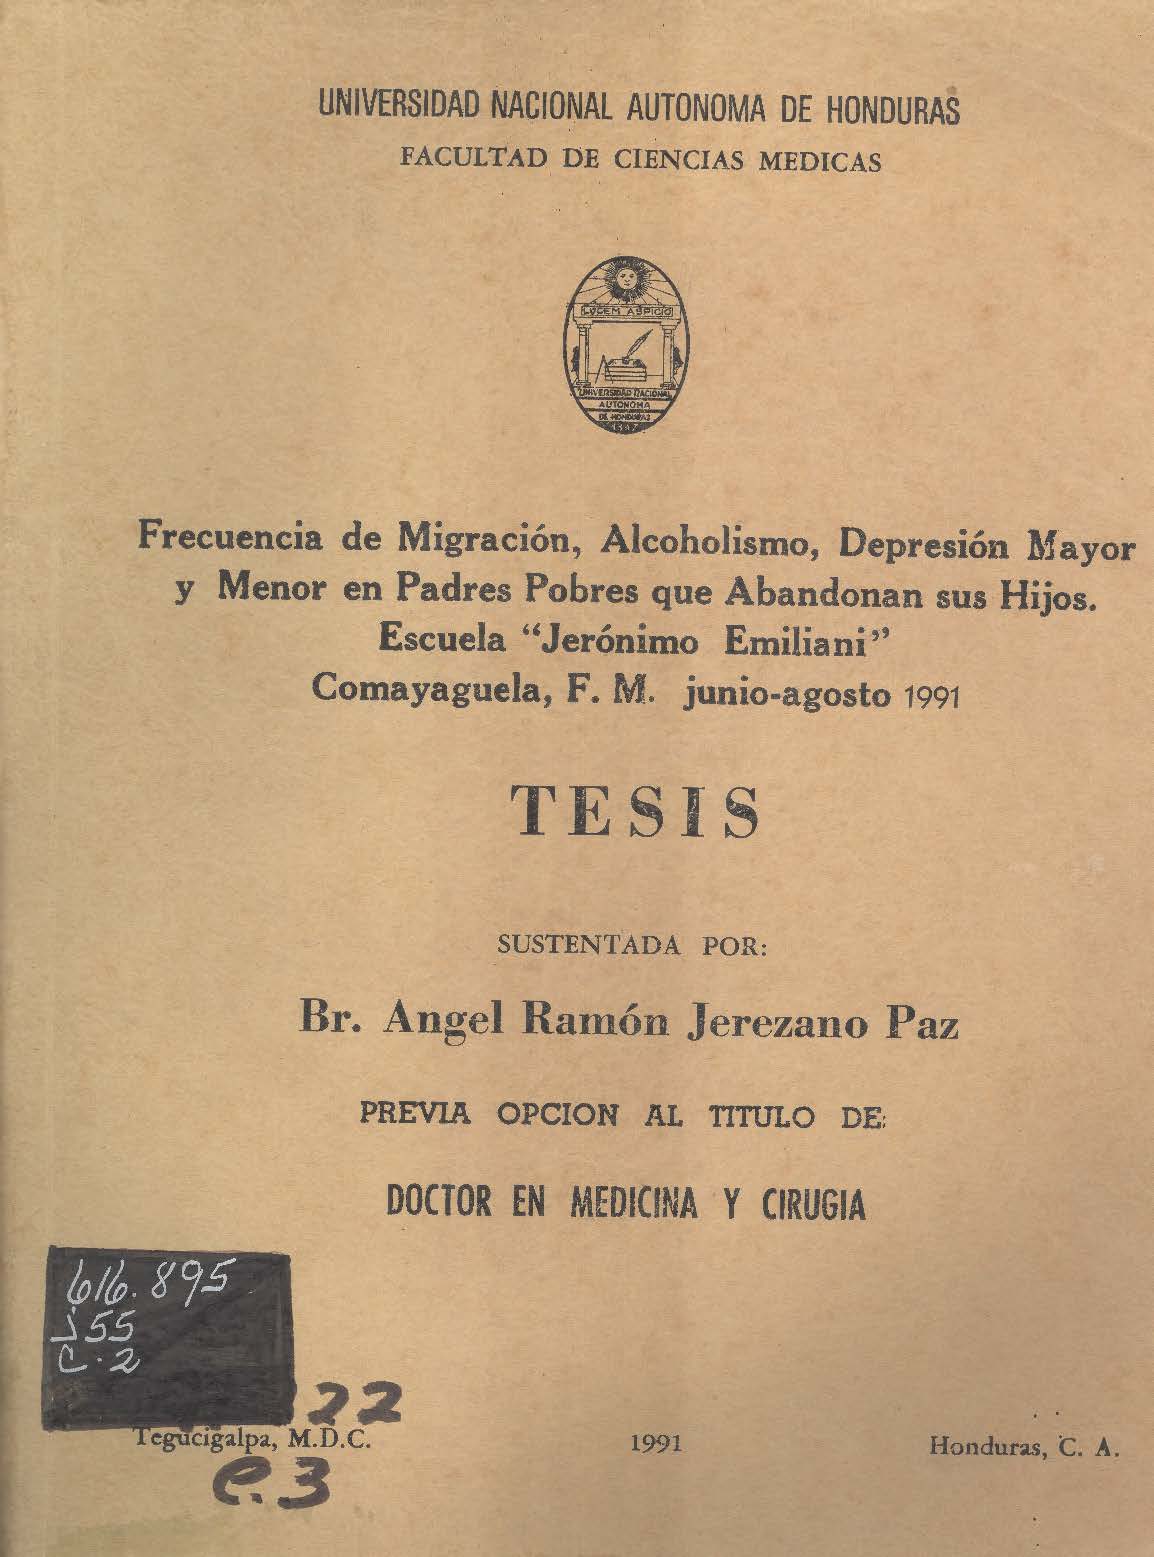 UNIVERSIDAD NACIONAL AUTONOMA DE HONDURAS
FACULTAD DE CIENCIAS MEDICAS
LUCEM ASPICIO
UNIVERSIDAD NACIONAL
AUTONOMA
DE HONDURAS
1847
Frecuencia de Migración, Alcoholismo, Depresión Mayor
y Menor en Padres Pobres que Abandonan sus Hijos.
Escuela “Jerónimo Emiliani”
Comayaguela, F. M. junio-agosto 1991
TESIS
SUSTENTADA POR:
Br. Angel Ramón Jerezano Paz
PREVIA OPCION AL TITULO DE:
DOCTOR EN MEDICINA Y CIRUGIA
616.895
J55
C.2
22
Tegucigalpa, M.D.C. 1991 Honduras, C. A.
e.3